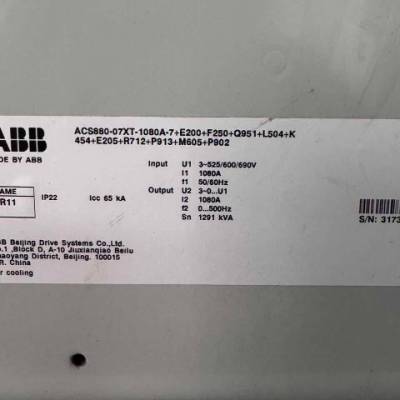 ABB
DE BY ABB
ACS880-07XT-1080A-7+E200+F250+Q951+L504+K
454+E205+R712+P913+M605+P902
Input U1 3~525/600/690V
I1 1080A
f1 50/60Hz
Output U2 3~0...U1
I2 1080A
f2 0...500Hz
Sn 1291 kVA
AME
R11
IP22
Icc 65 kA
B Beijing Drive Systems Co.,Ltd.
o.1 ,Block D, A-10 Jiuxianqiao Beilu
haoyang District, Beijing, 100015
R. China
r cooling
S/N: 3173